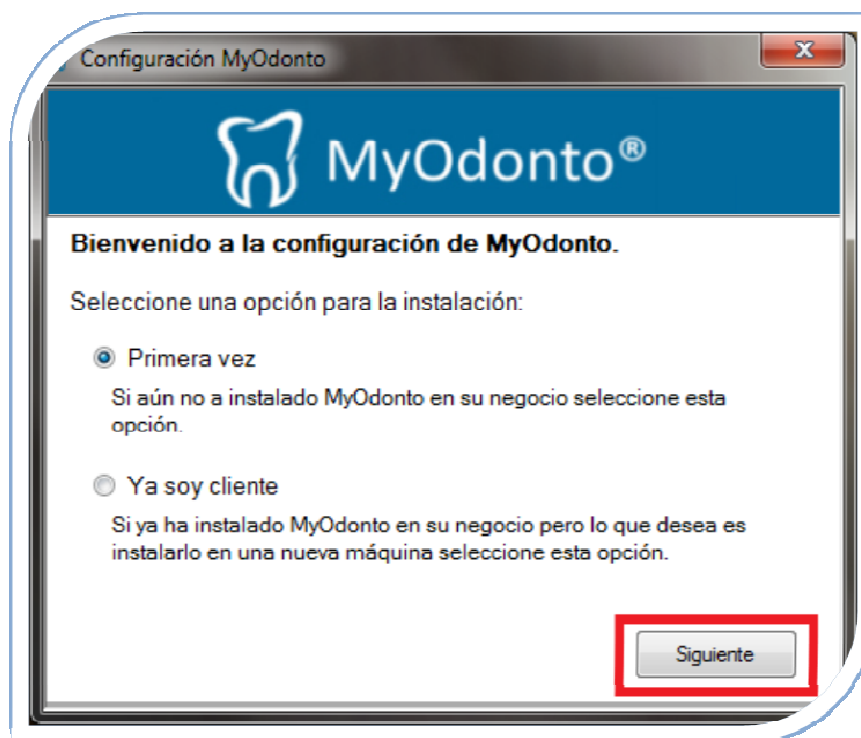 Configuración MyOdonto
MyOdonto®
Bienvenido a la configuración de MyOdonto.
Seleccione una opción para la instalación:
Primera vez
Si aún no a instalado MyOdonto en su negocio seleccione esta
opción.
Ya soy cliente
Si ya ha instalado MyOdonto en su negocio pero lo que desea es
instalarlo en una nueva máquina seleccione esta opción.
Siguiente